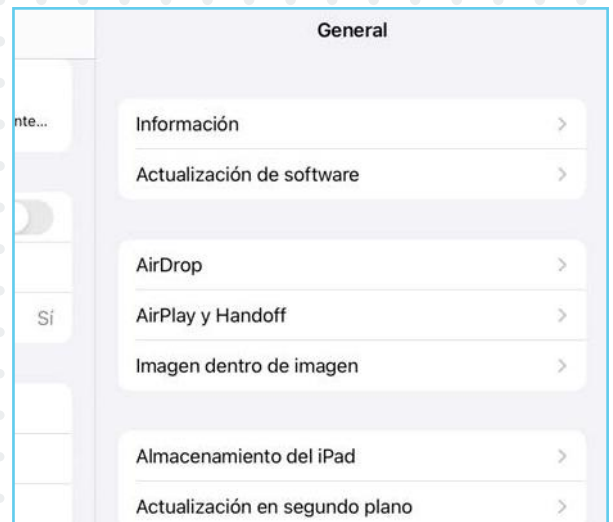 General
nte...
Información
Actualización de software
AirDrop
Sí
AirPlay y Handoff
Imagen dentro de imagen
Almacenamiento del iPad
Actualización en segundo plano